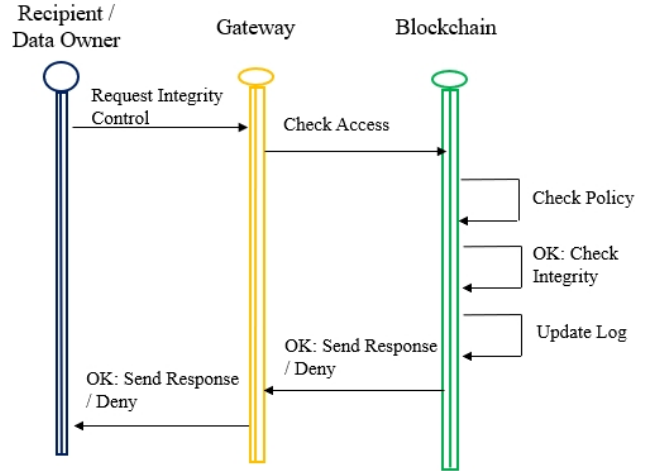 Recipient /
Data Owner
Gateway
Blockchain
Request Integrity
Control
Check Access
Check Policy
OK: Check
Integrity
Update Log
OK: Send Response
/ Deny
OK: Send Response
/ Deny